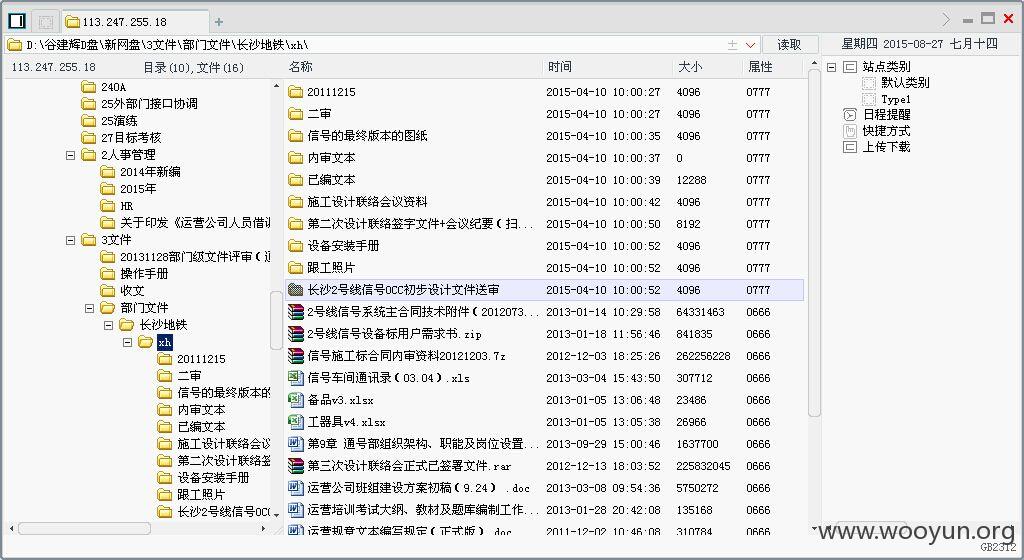 113.247.255.18
D:\谷建辉D盘\新网盘\3文件\部门文件\长沙地铁\xh\
读取
星期四 2015-08-27 七月十四
113.247.255.18 目录(10),文件(16)
240A
25外部门接口协调
25演练
27目标考核
2人事管理
2014年新编
2015年
HR
关于印发《运营公司人员借调
3文件
20131128部门级文件评审(运
操作手册
收文
部门文件
长沙地铁
xh
20111215
二审
信号的最终版本的
内审文本
已编文本
施工设计联络会议
第二次设计联络签
设备安装手册
跟工照片
长沙2号线信号OCC
名称 时间 大小 属性
20111215 2015-04-10 10:00:27 4096 0777
二审 2015-04-10 10:00:27 4096 0777
信号的最终版本的图纸 2015-04-10 10:00:35 4096 0777
内审文本 2015-04-10 10:00:37 0 0777
已编文本 2015-04-10 10:00:39 12288 0777
施工设计联络会议资料 2015-04-10 10:00:42 4096 0777
第二次设计联络签字文件+会议纪要(扫... 2015-04-10 10:00:50 8192 0777
设备安装手册 2015-04-10 10:00:52 4096 0777
跟工照片 2015-04-10 10:00:52 4096 0777
长沙2号线信号OCC初步设计文件送审 2015-04-10 10:00:52 4096 0777
2号线信号系统主合同技术附件(2012073... 2013-01-14 10:29:58 64331463 0666
2号线信号设备标用户需求书.zip 2013-01-18 11:56:46 841835 0666
信号施工标合同内审资料20121203.7z 2012-12-03 18:25:26 262256228 0666
信号车间通讯录(03.04).xls 2013-03-04 15:43:50 307712 0666
备品v3.xlsx 2013-01-05 13:06:48 23486 0666
工器具v4.xlsx 2013-01-05 13:05:38 26966 0666
第9章 通号部组织架构、职能及岗位设置... 2013-09-29 15:00:46 1637700 0666
第三次设计联络会正式已签署文件.rar 2012-12-13 18:03:52 225832045 0666
运营公司班组建设方案初稿(9.24) .doc 2013-03-08 09:54:36 5750272 0666
运营培训考试大纲、教材及题库编制工作... 2013-01-28 20:42:08 135168 0666
运营规章文本编写规定(正式版) .doc 2011-12-02 10:46:08 310784 0666
站点类别
默认类别
Type1
日程提醒
快捷方式
上传下载
www.wooyun.org
GB2312